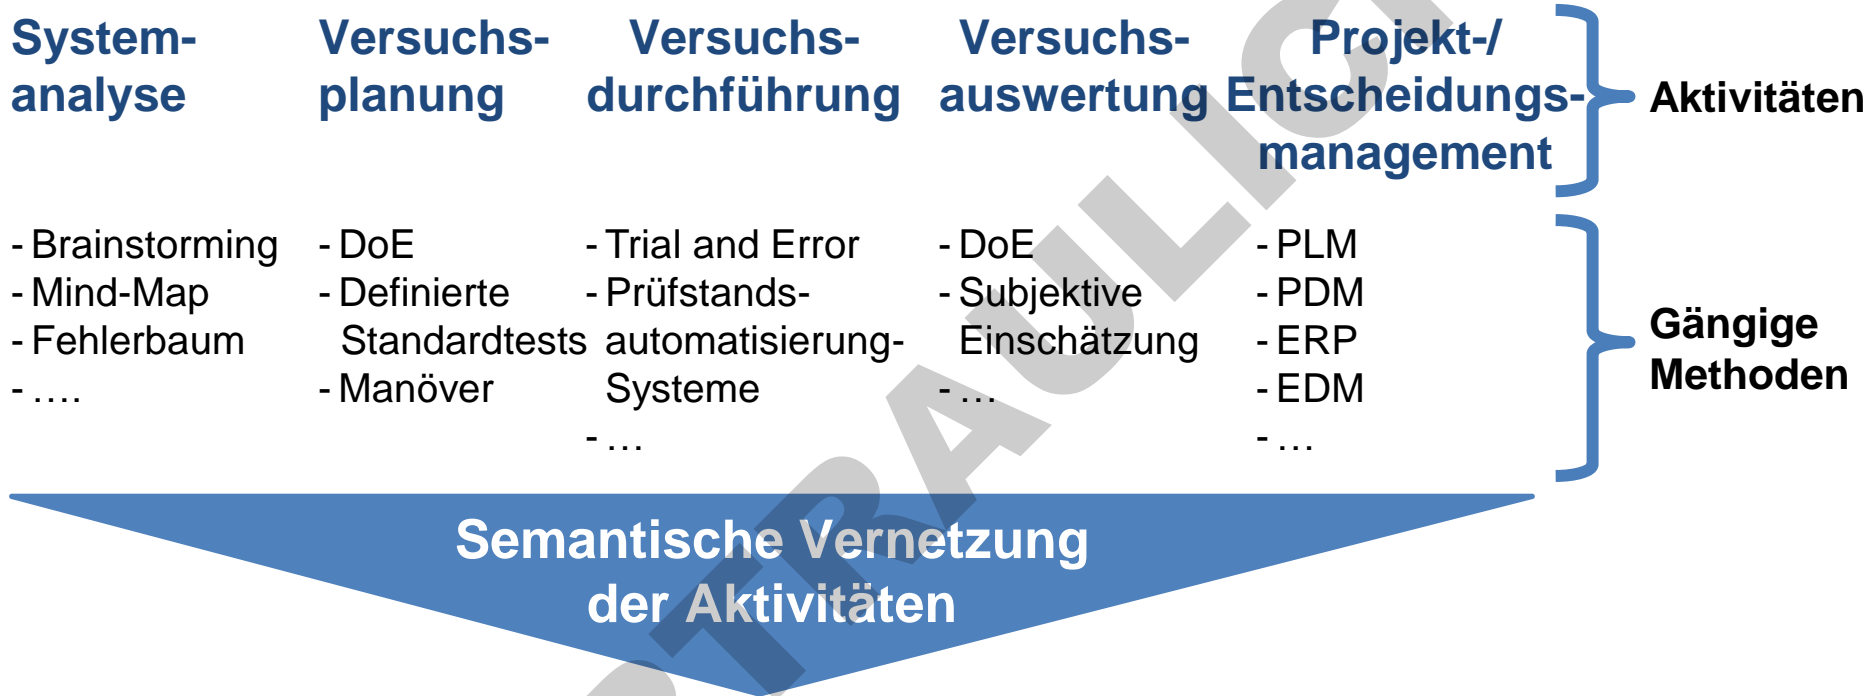 System-
analyse
Versuchs-
planung
Versuchs-
durchführung
Versuchs-
auswertung
Projekt-/
Entscheidungs-
management
Aktivitäten
- Brainstorming
- Mind-Map
- Fehlerbaum
- ….
- DoE
- Definierte
Standardtests
- Manöver
- Trial and Error
- Prüfstands-
automatisierung-
Systeme
- …
- DoE
- Subjektive
Einschätzung
- …
- PLM
- PDM
- ERP
- EDM
- …
Gängige
Methoden
Semantische Vernetzung
der Aktivitäten